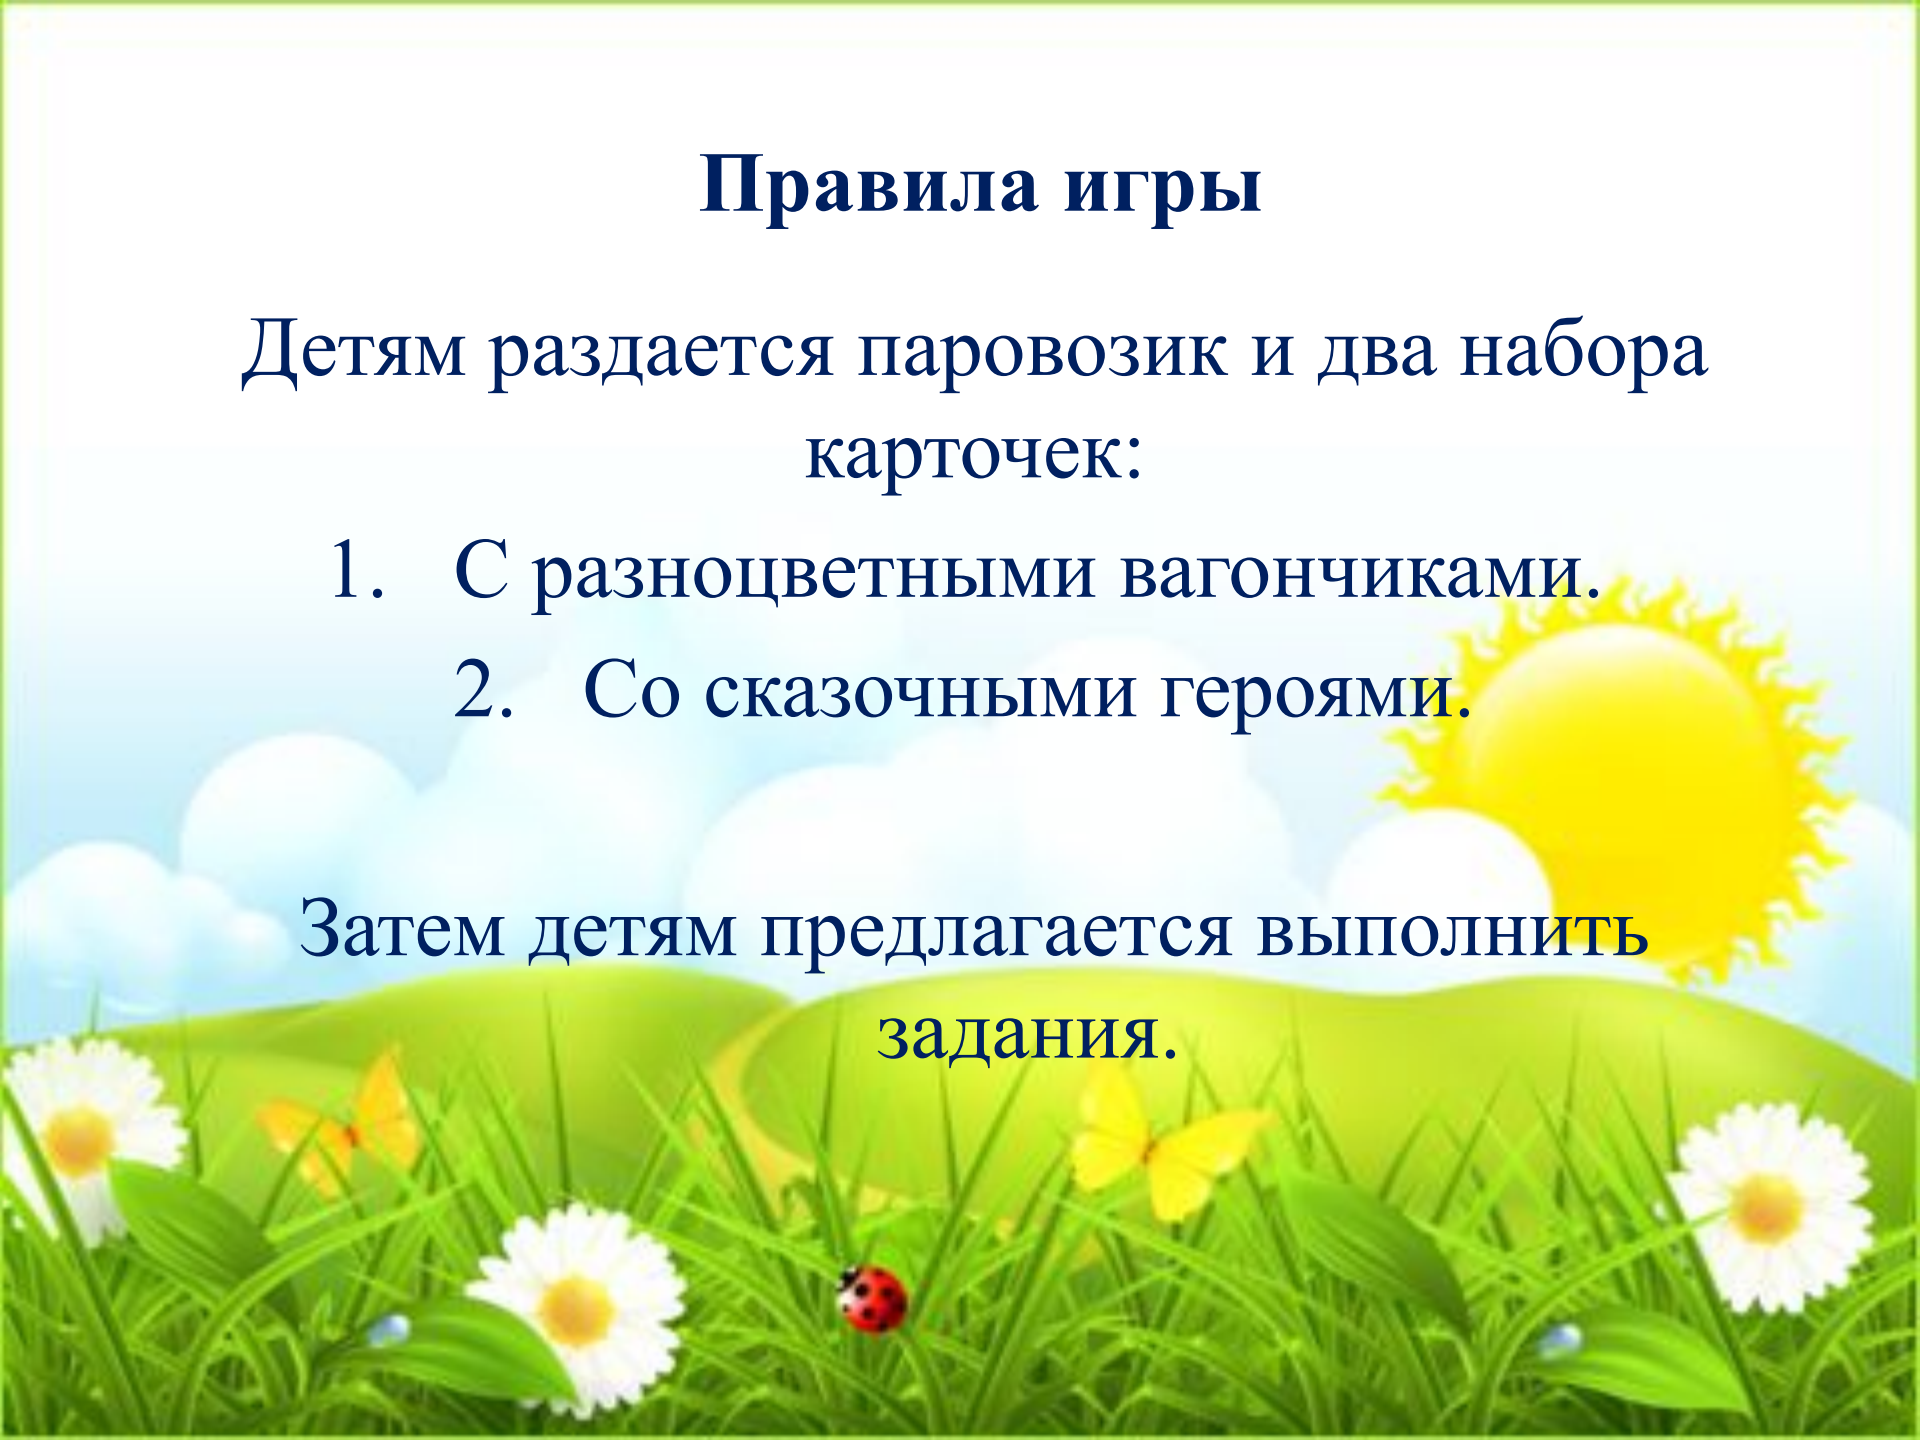 Правила игры
Детям раздается паровозик и два набора
карточек:
1. С разноцветными вагончиками.
2. Со сказочными героями.
Затем детям предлагается выполнить
задания.